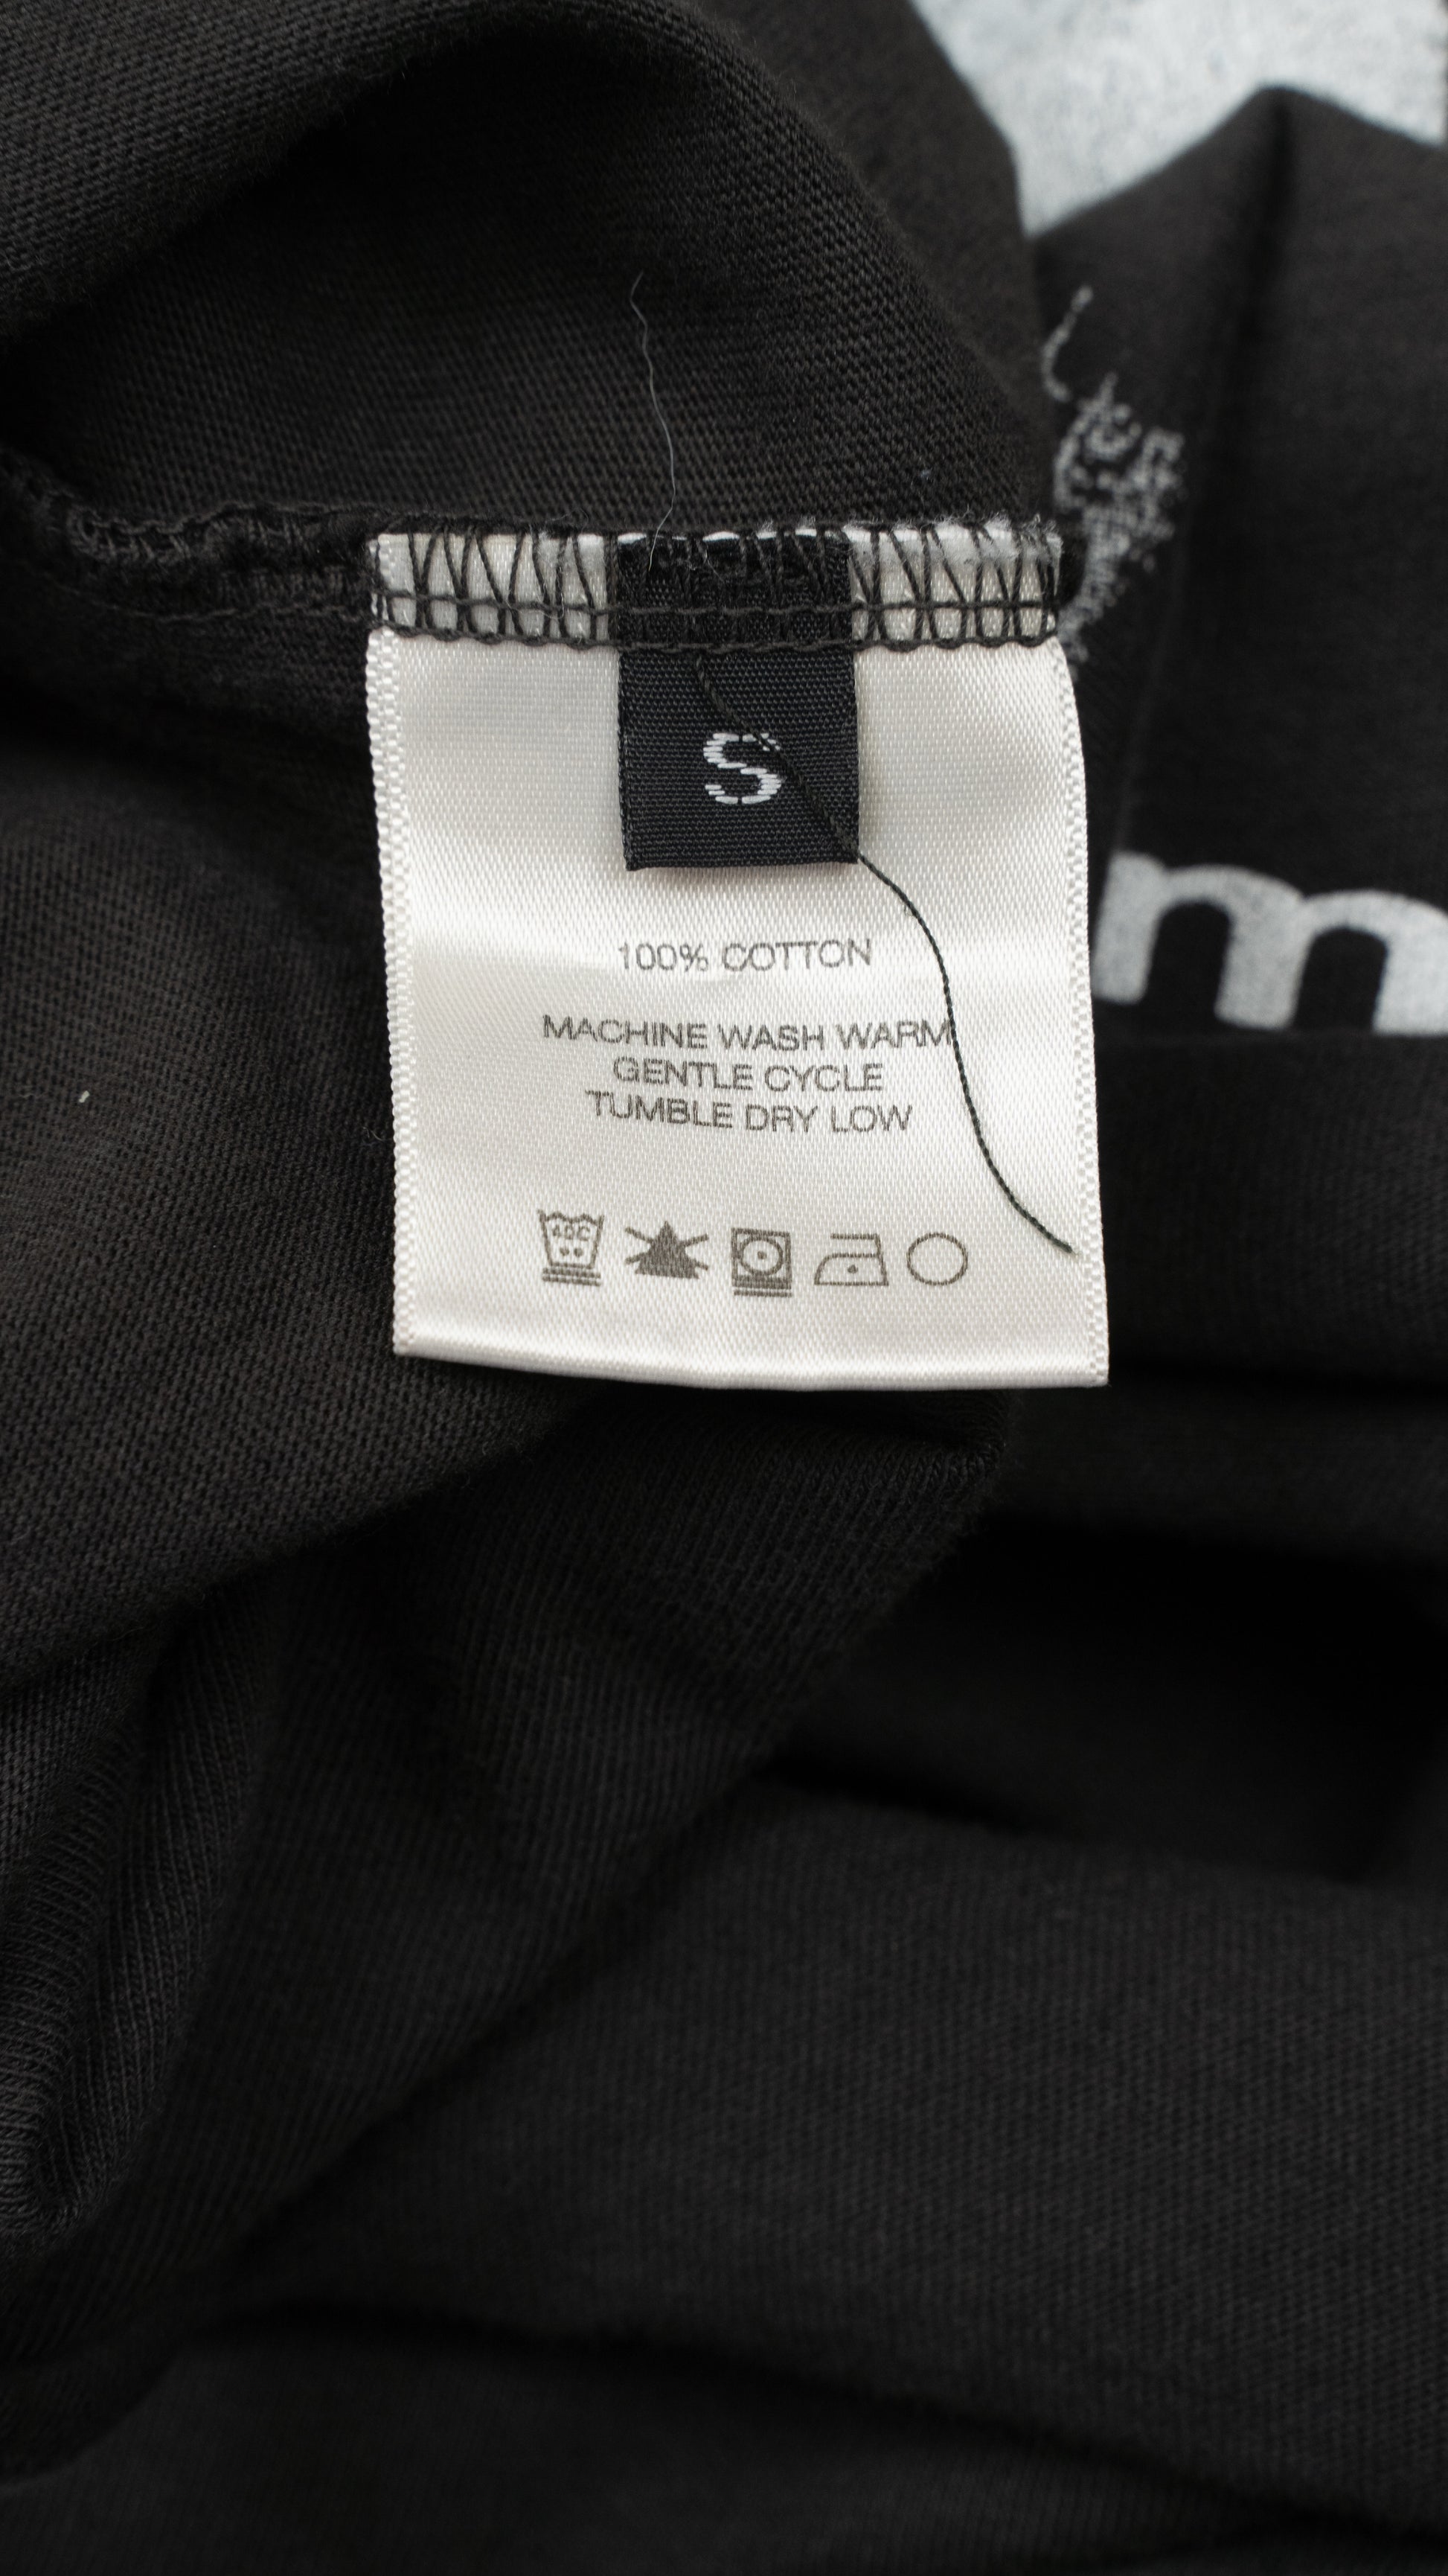 S
100% COTTON
MACHINE WASH WARM
GENTLE CYCLE
TUMBLE DRY LOW
m